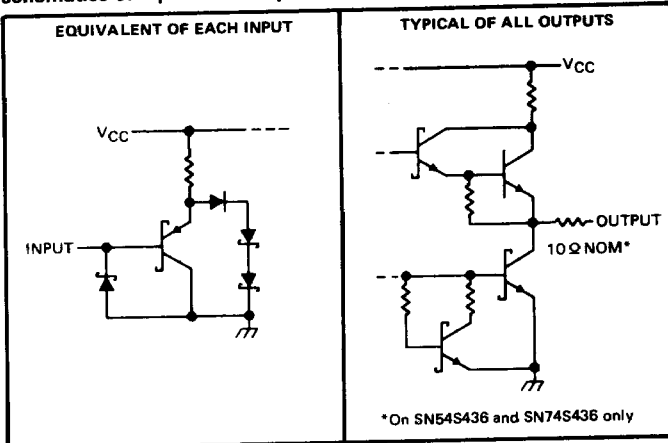 EQUIVALENT OF EACH INPUT
VCC
INPUT
TYPICAL OF ALL OUTPUTS
VCC
OUTPUT
10 Ω NOM*
*On SN54S436 and SN74S436 only